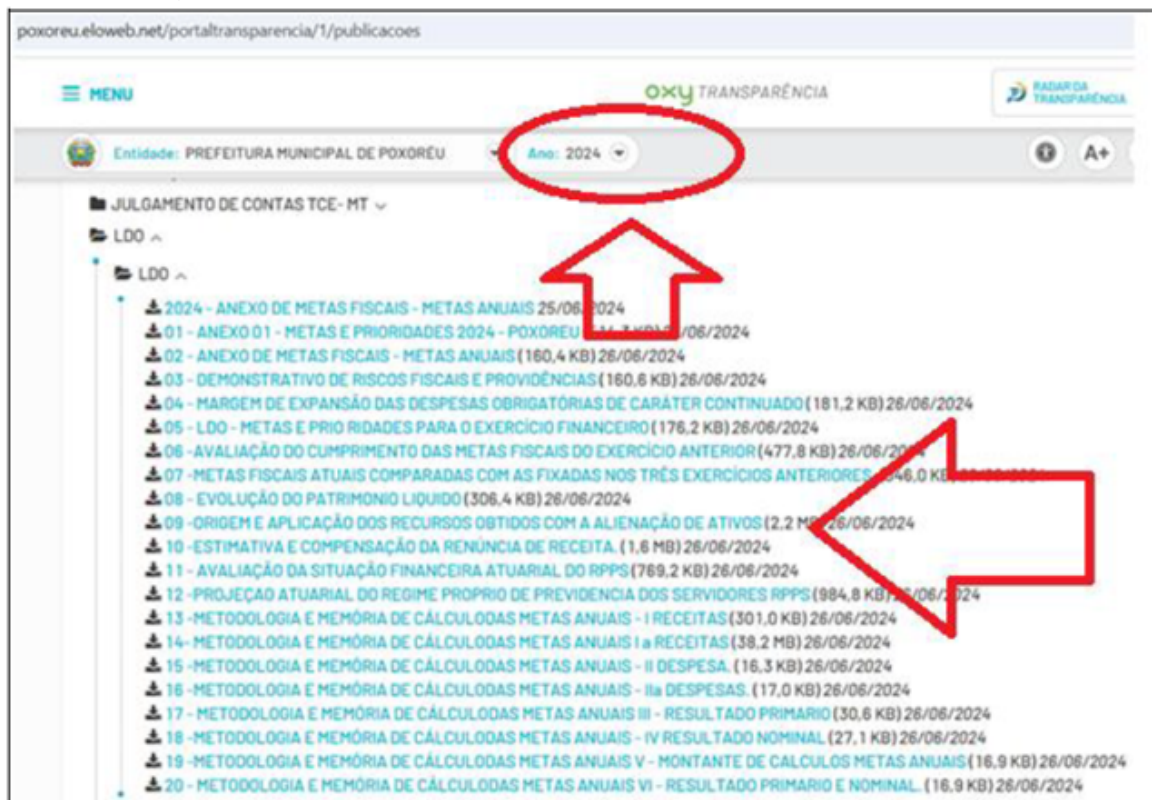 poxoreu.eloweb.net/portaltransparencia/1/publicacoes
MENU
oxy TRANSPARÊNCIA
RADAR DA
TRANSPARÊNCIA
Entidade: PREFEITURA MUNICIPAL DE POXORÉU
Ano: 2024
A+
JULGAMENTO DE CONTAS TCE- MT
LDO
LDO
2024 - ANEXO DE METAS FISCAIS - METAS ANUAIS 25/06/2024
01 - ANEXO 01 - METAS E PRIORIDADES 2024 - POXOREU /06/2024
02 - ANEXO DE METAS FISCAIS - METAS ANUAIS (160,4 KB) 26/06/2024
03 - DEMONSTRATIVO DE RISCOS FISCAIS E PROVIDÊNCIAS (160,6 KB) 26/06/2024
04 - MARGEM DE EXPANSÃO DAS DESPESAS OBRIGATÓRIAS DE CARÁTER CONTINUADO (181,2 KB) 26/06/2024
05 - LDO - METAS E PRIO RIDADES PARA O EXERCÍCIO FINANCEIRO (176,2 KB) 26/06/2024
06 -AVALIAÇÃO DO CUMPRIMENTO DAS METAS FISCAIS DO EXERCÍCIO ANTERIOR (477,8 KB) 26/06/2024
07 -METAS FISCAIS ATUAIS COMPARADAS COM AS FIXADAS NOS TRÊS EXERCÍCIOS ANTERIORES
08 - EVOLUÇÃO DO PATRIMONIO LIQUIDO (306,4 KB) 26/06/2024
09 -ORIGEM E APLICAÇÃO DOS RECURSOS OBTIDOS COM A ALIENAÇÃO DE ATIVOS (2,2 MB) 26/06/2024
10 -ESTIMATIVA E COMPENSAÇÃO DA RENÚNCIA DE RECEITA. (1,6 MB) 26/06/2024
11 - AVALIAÇÃO DA SITUAÇÃO FINANCEIRA ATUARIAL DO RPPS (769,2 KB) 26/06/2024
12 -PROJEÇAO ATUARIAL DO REGIME PROPRIO DE PREVIDENCIA DOS SERVIDORES RPPS (984,8 KB) 26/06/2024
13 -METODOLOGIA E MEMÓRIA DE CÁLCULODAS METAS ANUAIS - I RECEITAS (301,0 KB) 26/06/2024
14- METODOLOGIA E MEMÓRIA DE CÁLCULODAS METAS ANUAIS I a RECEITAS (38,2 MB) 26/06/2024
15 -METODOLOGIA E MEMÓRIA DE CÁLCULODAS METAS ANUAIS - II DESPESA. (16,3 KB) 26/06/2024
16 -METODOLOGIA E MEMÓRIA DE CÁLCULODAS METAS ANUAIS - IIa DESPESAS. (17,0 KB) 26/06/2024
17 - METODOLOGIA E MEMÓRIA DE CÁLCULODAS METAS ANUAIS III - RESULTADO PRIMARIO (30,6 KB) 26/06/2024
18 -METODOLOGIA E MEMÓRIA DE CÁLCULODAS METAS ANUAIS - IV RESULTADO NOMINAL (27,1 KB) 26/06/2024
19 -METODOLOGIA E MEMÓRIA DE CÁLCULODAS METAS ANUAIS V - MONTANTE DE CALCULOS METAS ANUAIS (16,9 KB) 26/06/2024
20 - METODOLOGIA E MEMÓRIA DE CÁLCULODAS METAS ANUAIS VI - RESULTADO PRIMARIO E NOMINAL. (16,9 KB) 26/06/2024